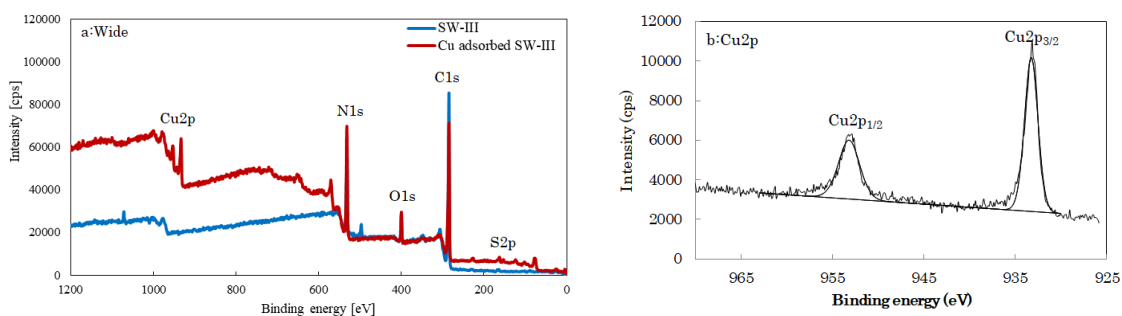 a:Wide
SW-III
Cu adsorbed SW-III
Cu2p
N1s
O1s
C1s
S2p
120000
100000
80000
60000
40000
20000
0
Intensity [cps]
1200 1000 800 600 400 200 0
Binding energy [eV]
b:Cu2p
Cu2p1/2
Cu2p3/2
12000
10000
8000
6000
4000
2000
0
Intensity (cps)
965 955 945 935 925
Binding energy (eV)